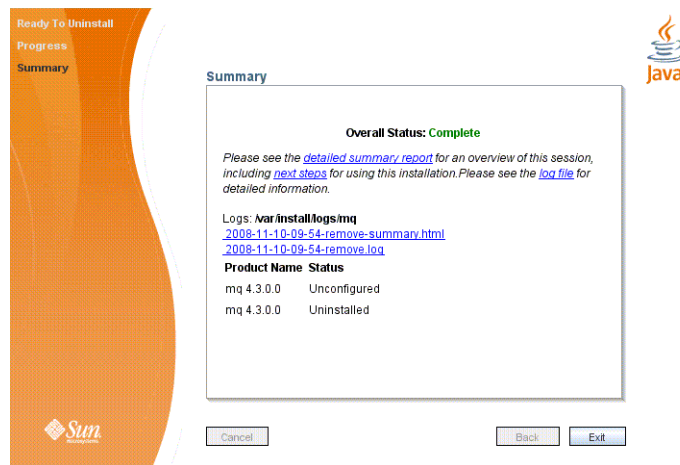 Ready To Uninstall
Progress
Summary
Java
Summary
Overall Status: Complete
Please see the detailed summary report for an overview of this session,
including next steps for using this installation.Please see the log file for
detailed information.
Logs: /var/install/logs/mq
2008-11-10-09-54-remove-summary.html
2008-11-10-09-54-remove.log
Product Name Status
mq 4.3.0.0 Unconfigured
mq 4.3.0.0 Uninstalled
Sun
microsystems
Cancel Back Exit